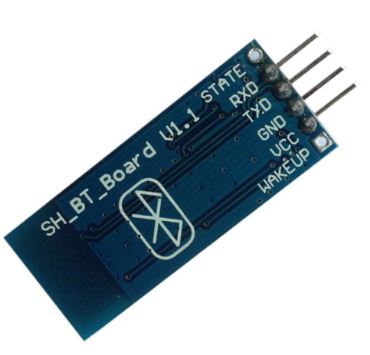 SH_BT_Board V1.1
STATE
RXD
TXD
GND
VCC
WAKEUP